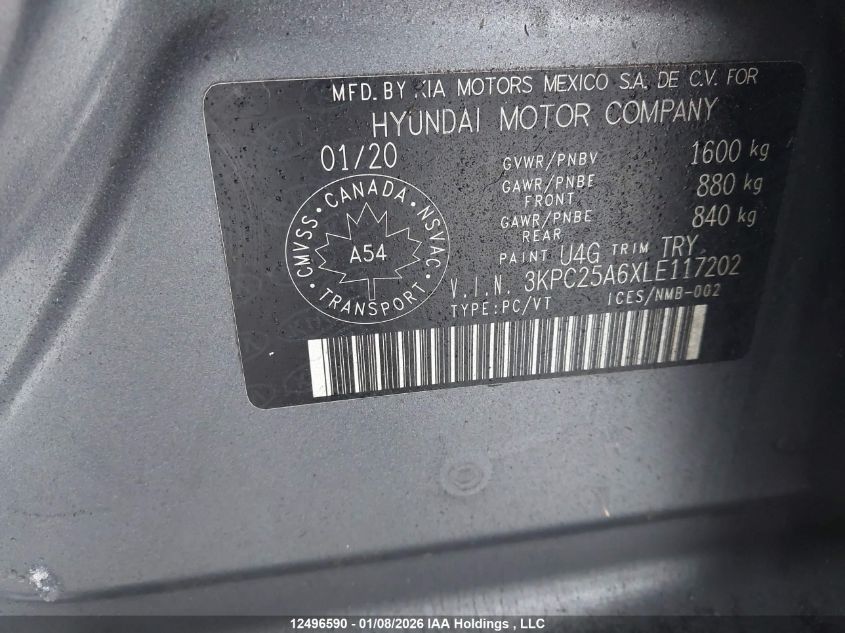 MFD. BY KIA MOTORS MEXICO S.A. DE C.V. FOR
HYUNDAI MOTOR COMPANY
01/20
GVWR/PNBV 1600 kg
GAWR/PNBE FRONT 880 kg
GAWR/PNBE REAR 840 kg
PAINT U4G TRIM TRY
V.I.N. 3KPC25A6XLE117202
TYPE:PC/VT ICES/NMB-002
CMVSS • CANADA • NSVAC • TRANSPORT •
A54
12496590 - 01/08/2026 IAA Holdings , LLC